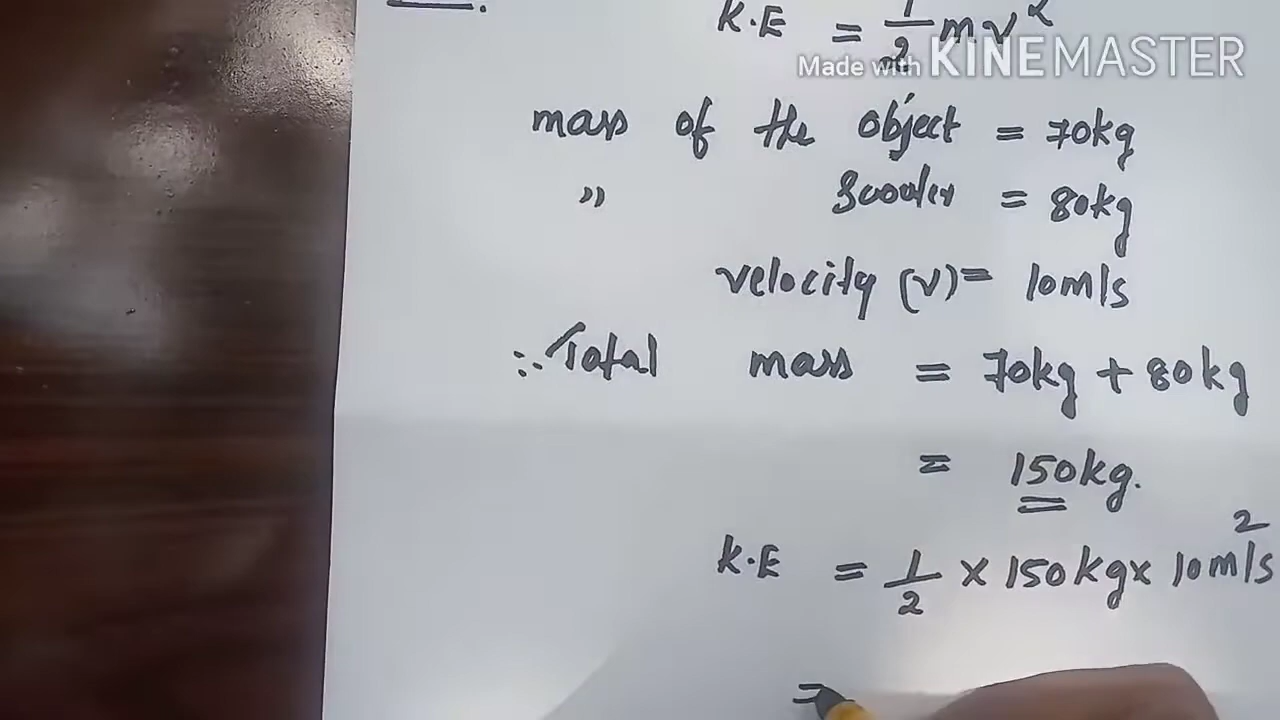 K.E = 1/2 mv²
Made with KINEMASTER
mass of the object = 70kg
" Scooter = 80kg
velocity (v) = 10m/s
∴ Total mass = 70kg + 80kg
= 150kg.
K.E = 1/2 × 150kg × 10m/s²
=